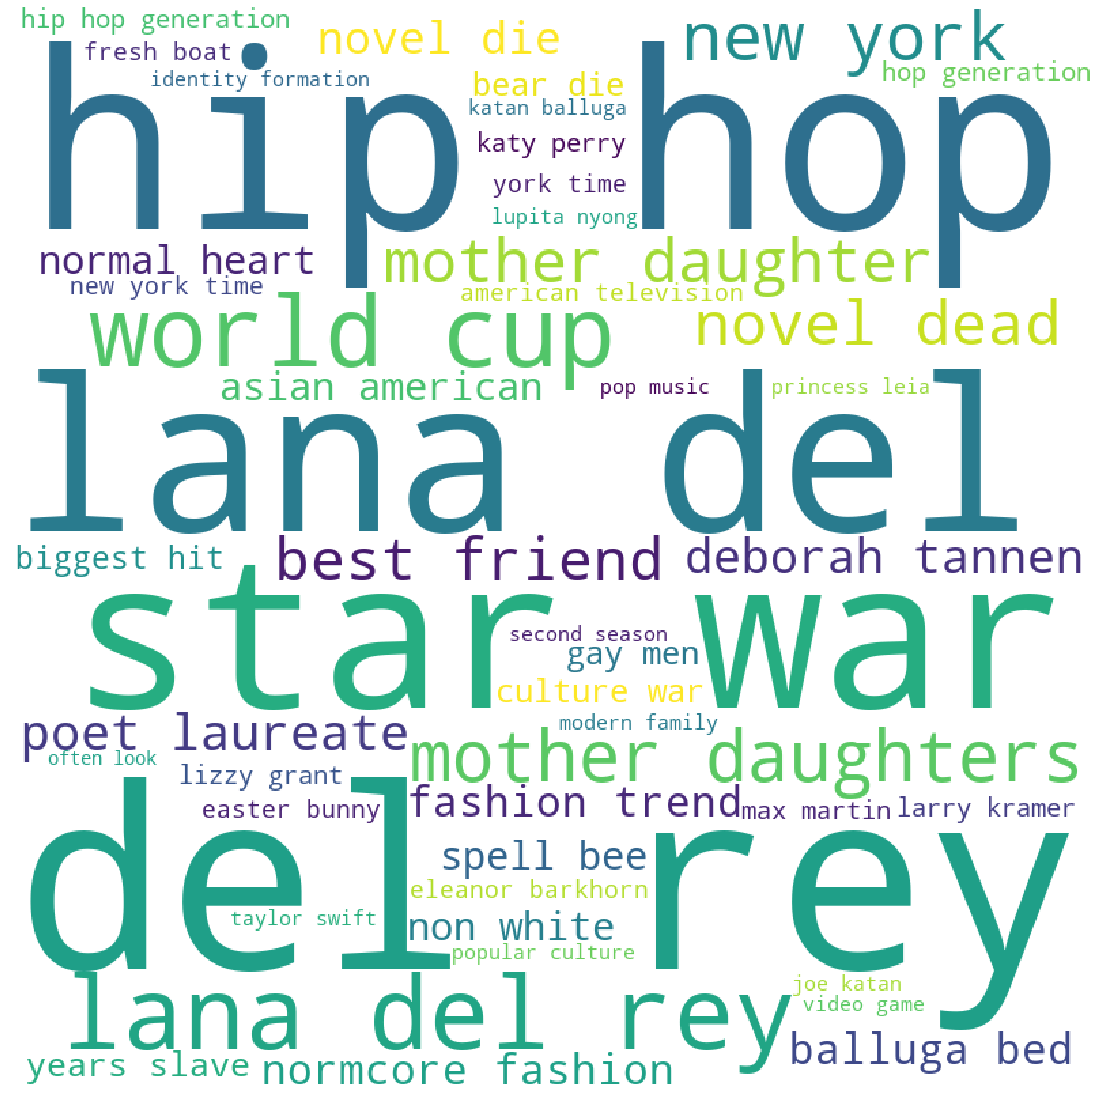 hip hop generation
novel die
new york
fresh boat
hop generation
identity formation
bear die
katan balluga
hip hop
katy perry
york time
lupita nyong
normal heart
mother daughter
new york time
american television
world cup
novel dead
asian american
pop music
princess leia
lana del
biggest hit
best friend
deborah tannen
star war
second season
gay men
culture war
modern family
poet laureate
often look
mother daughters
lizzy grant
easter bunny
fashion trend
max martin
larry kramer
del rey
spell bee
eleanor barkhorn
taylor swift
non white
popular culture
lana del rey
joe katan
video game
balluga bed
years slave
normcore fashion